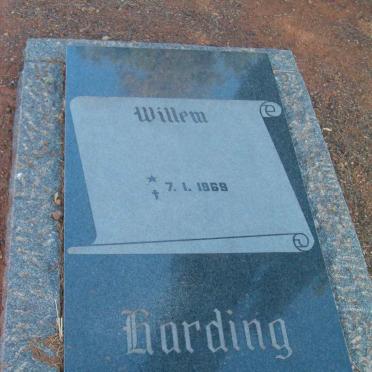 Willem
* † 7. 1. 1969
Harding